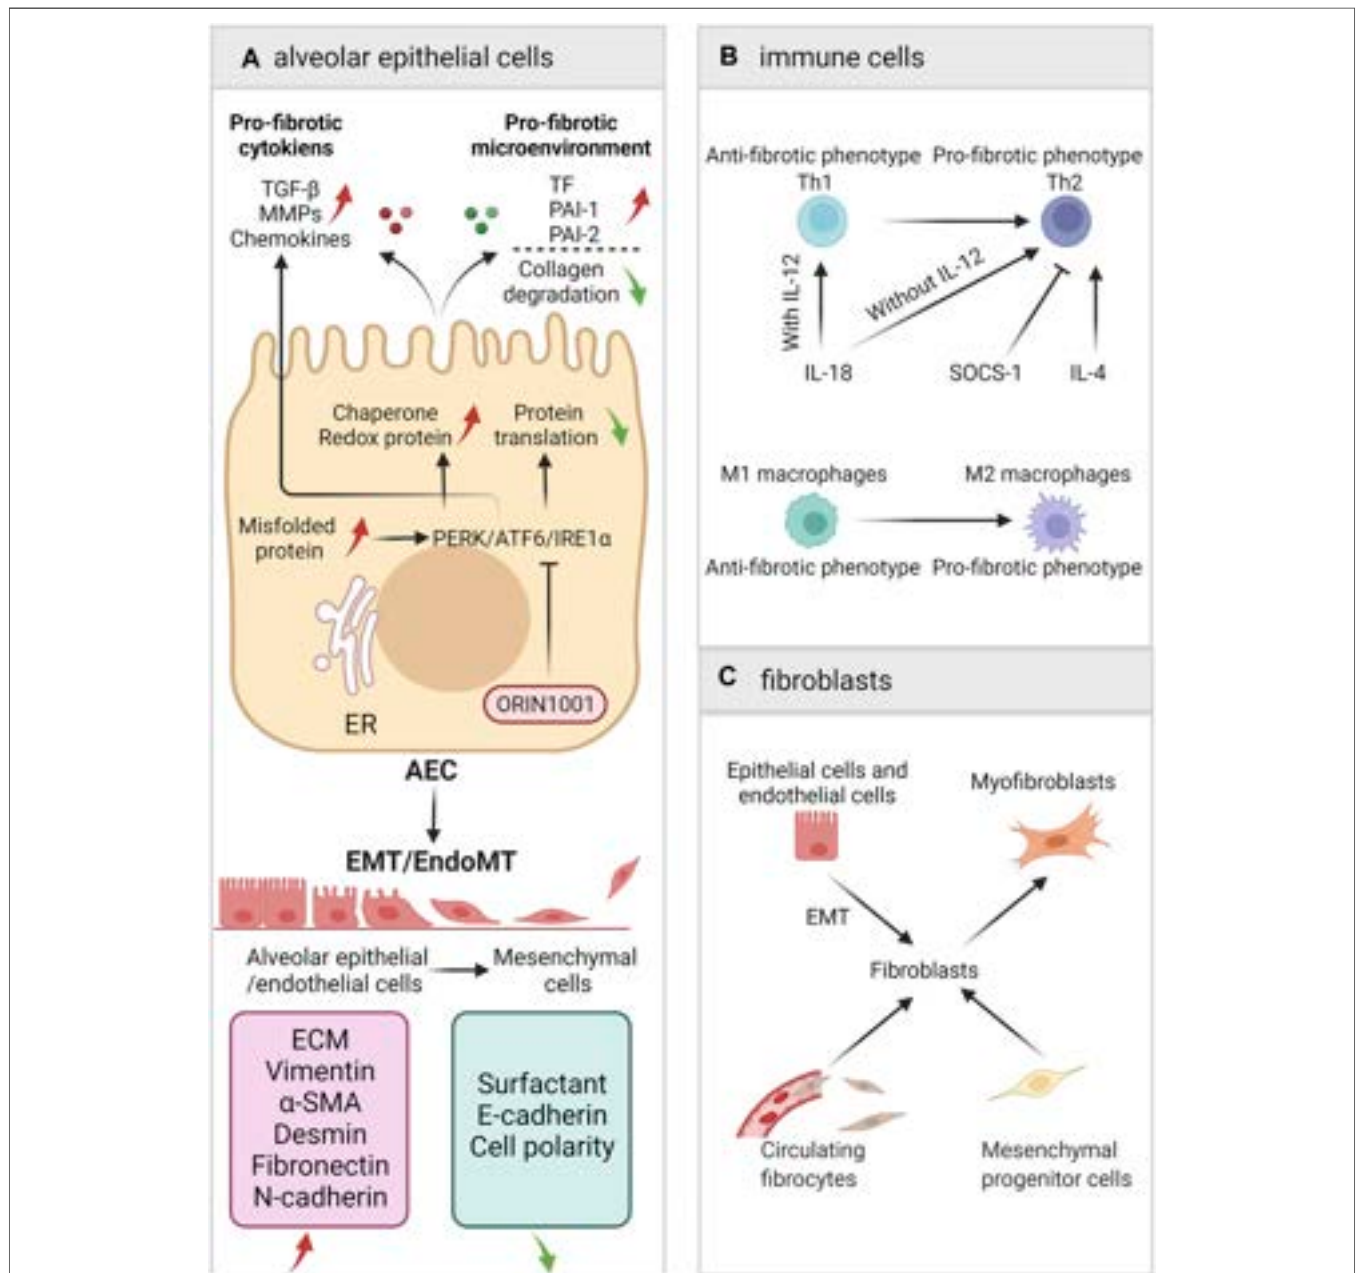 A alveolar epithelial cells
Pro-fibrotic
cytokiens
TGF-β
MMPs
Chemokines
Pro-fibrotic
microenvironment
TF
PAI-1
PAI-2
Collagen
degradation
Chaperone
Redox protein
Protein
translation
Misfolded
protein
PERK/ATF6/IRE1α
ORIN1001
ER
AEC
EMT/EndoMT
Alveolar epithelial
/endothelial cells
Mesenchymal
cells
ECM
Vimentin
α-SMA
Desmin
Fibronectin
N-cadherin
Surfactant
E-cadherin
Cell polarity
B immune cells
Anti-fibrotic phenotype
Th1
Pro-fibrotic phenotype
Th2
With IL-12
Without IL-12
IL-18
SOCS-1
IL-4
M1 macrophages
M2 macrophages
Anti-fibrotic phenotype
Pro-fibrotic phenotype
C fibroblasts
Epithelial cells and
endothelial cells
Myofibroblasts
EMT
Fibroblasts
Circulating
fibrocytes
Mesenchymal
progenitor cells